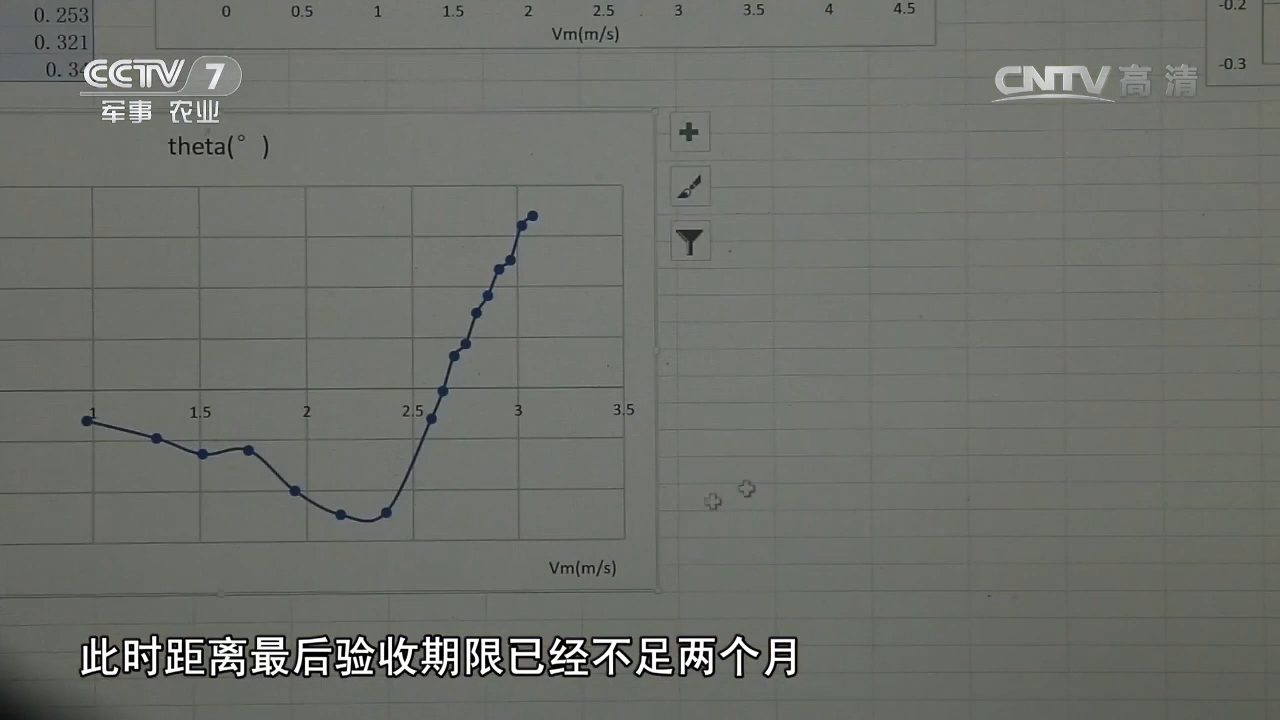 0.253
0 0.5 1 1.5 2 2.5 3 3.5 4 4.5
-0.2
0.321
Vm(m/s)
0.34
-0.3
CCTV 7
军事 农业
CNTV 高清
theta(° )
1 1.5 2 2.5 3 3.5
Vm(m/s)
此时距离最后验收期限已经不足两个月